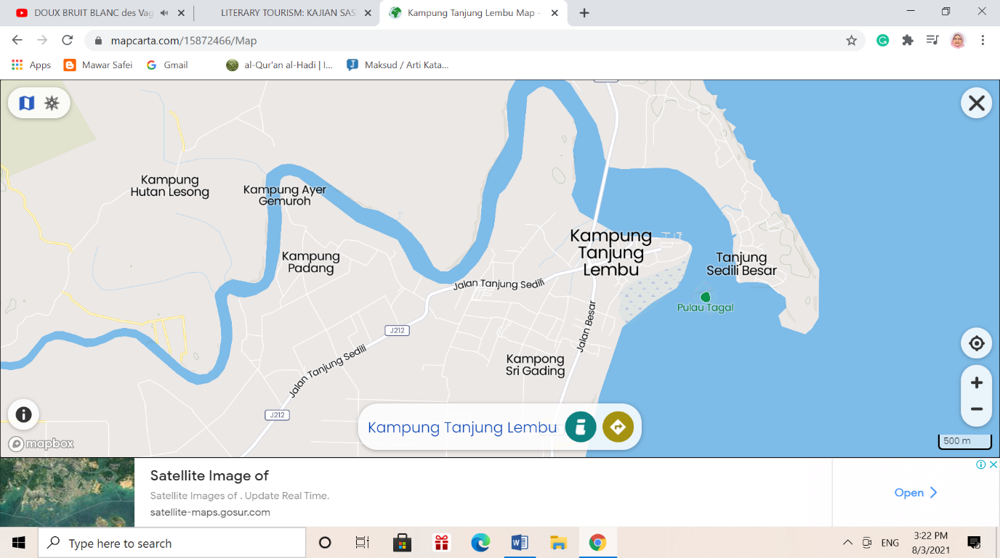 DOUX BRUIT BLANC des Vag
LITERARY TOURISM: KAJIAN SAS
Kampung Tanjung Lembu Map -
mapcarta.com/15872466/Map
Apps
Mawar Safei
Gmail
al-Qur'an al-Hadi | I...
Maksud / Arti Kata...
Kampung
Hutan Lesong
Kampung Ayer
Gemuroh
Kampung
Padang
Kampung
Tanjung
Lembu
Tanjung
Sedili Besar
Pulau Tagal
Jalan Tanjung Sedili
J212
Jalan Besar
Jalan Tanjung Sedili
Kampong
Sri Gading
J212
Kampung Tanjung Lembu
mapbox
500 m
Satellite Image of
Satellite Images of . Update Real Time.
satellite-maps.gosur.com
Open
Type here to search
ENG
3:22 PM
8/3/2021